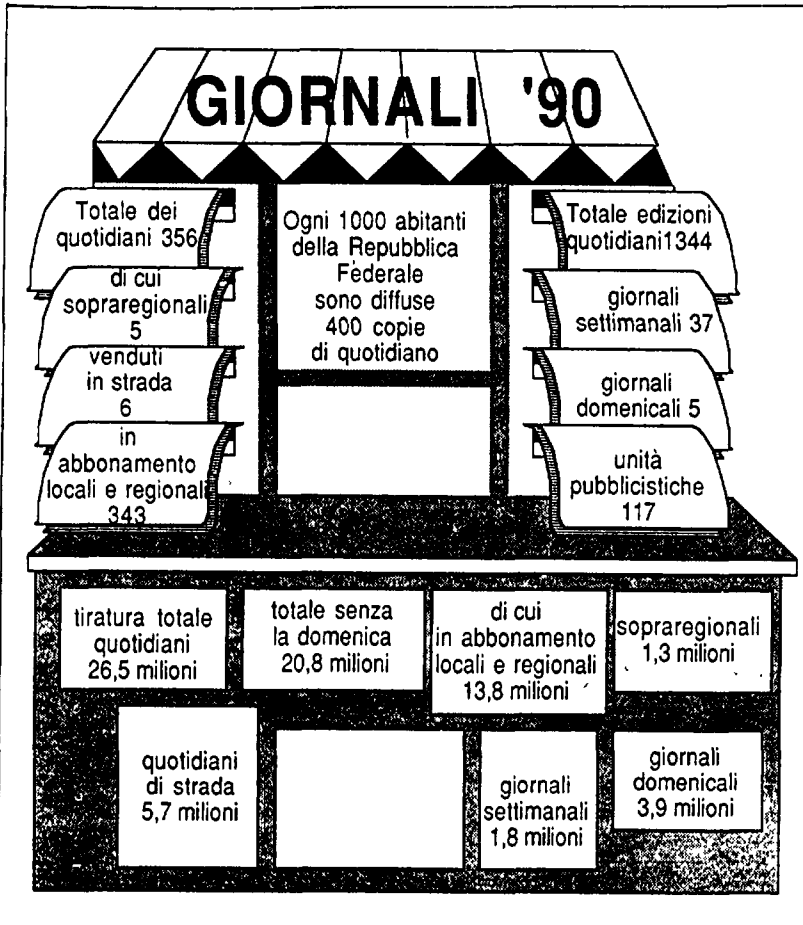 GIORNALI '90
Totale dei
quotidiani 356
di cui
sopraregionali
5
venduti
in strada
6
in
abbonamento
locali e regionali
343
Ogni 1000 abitanti
della Repubblica
Federale
sono diffuse
400 copie
di quotidiano
Totale edizioni
quotidiani1344
giornali
settimanali 37
giornali
domenicali 5
unità
pubblicistiche
117
tiratura totale
quotidiani
26,5 milioni
totale senza
la domenica
20,8 milioni
di cui
in abbonamento
locali e regionali
13,8 milioni
sopraregionali
1,3 milioni
quotidiani
di strada
5,7 milioni
giornali
settimanali
1,8 milioni
giornali
domenicali
3,9 milioni